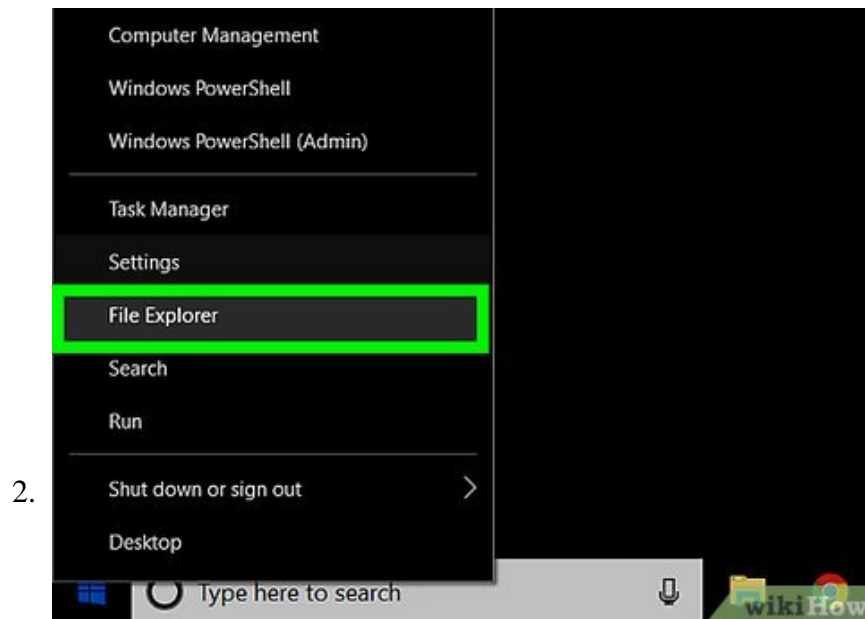 Computer Management
Windows PowerShell
Windows PowerShell (Admin)
Task Manager
Settings
File Explorer
Search
Run
2.
Shut down or sign out
Desktop
Type here to search
wikiHow